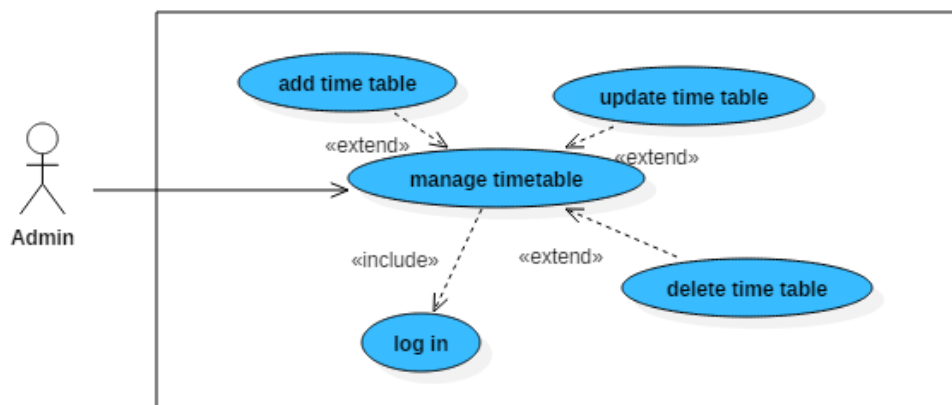 add time table
update time table
«extend»
«extend»
manage timetable
Admin
«include»
«extend»
delete time table
log in